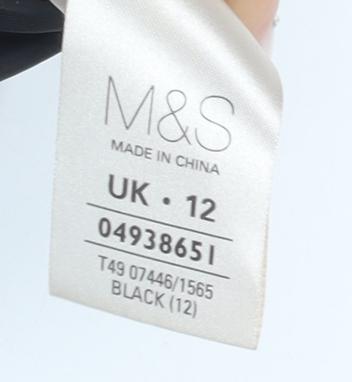 M&S
MADE IN CHINA
UK • 12
04938651
T49 07446/1565
BLACK (12)